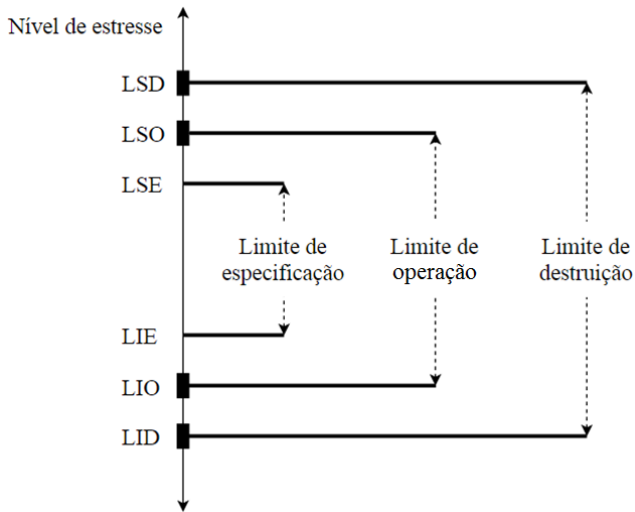 Nível de estresse
LSD
LSO
LSE
Limite de
especificação
Limite de
operação
Limite de
destruição
LIE
LIO
LID